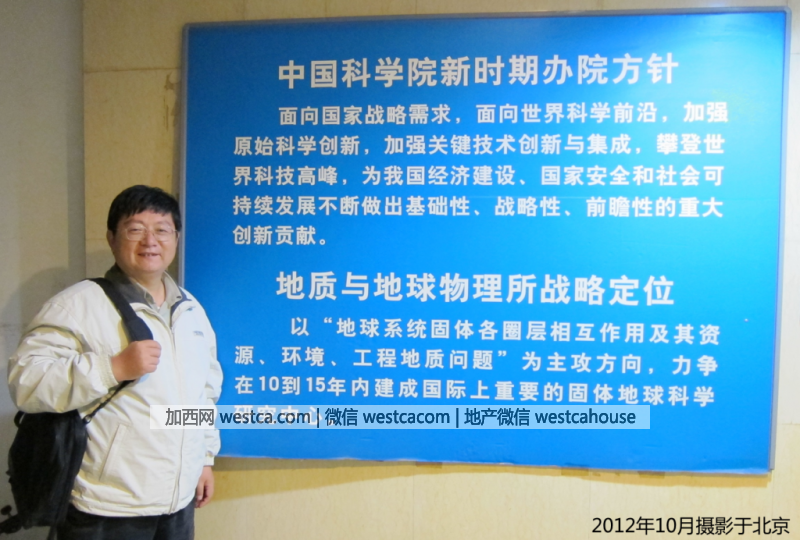 中国科学院新时期办院方针
面向国家战略需求，面向世界科学前沿，加强
原始科学创新，加强关键技术创新与集成，攀登世
界科技高峰，为我国经济建设、国家安全和社会可
持续发展不断做出基础性、战略性、前瞻性的重大
创新贡献。
地质与地球物理所战略定位
以“地球系统固体各圈层相互作用及其资
源、环境、工程地质问题”为主攻方向，力争
在10到15年内建成国际上重要的固体地球科学
研究中心。
加西网 westca.com | 微信 westcacom | 地产微信 westcahouse
2012年10月摄影于北京